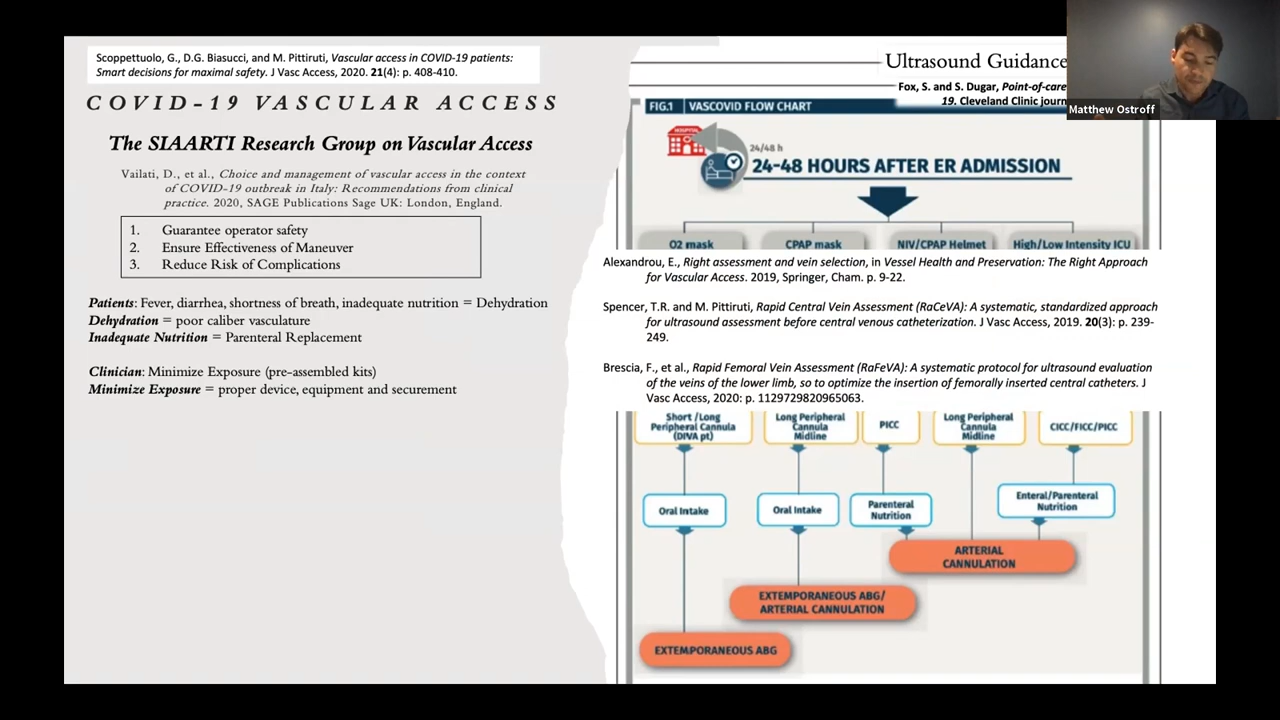 Scoppettuolo, G., D.G. Biasucci, and M. Pittiruti, Vascular access in COVID-19 patients:
Smart decisions for maximal safety. J Vasc Access, 2020. 21(4): p. 408-410.
COVID-19 VASCULAR ACCESS
The SIAARTI Research Group on Vascular Access
Vailati, D., et al., Choice and management of vascular access in the context
of COVID-19 outbreak in Italy: Recommendations from clinical
practice. 2020, SAGE Publications Sage UK: London, England.
1. Guarantee operator safety
2. Ensure Effectiveness of Maneuver
3. Reduce Risk of Complications
Patients: Fever, diarrhea, shortness of breath, inadequate nutrition = Dehydration
Dehydration = poor caliber vasculature
Inadequate Nutrition = Parenteral Replacement
Clinician: Minimize Exposure (pre-assembled kits)
Minimize Exposure = proper device, equipment and securement
Ultrasound Guidance
Fox, S. and S. Dugar, Point-of-care
19. Cleveland Clinic journ
Matthew Ostroff
FIG.1 VASCOVID FLOW CHART
HOSPITAL
24/48 h
24-48 HOURS AFTER ER ADMISSION
O2 mask
CPAP mask
NIV/CPAP Helmet
High/Low Intensity ICU
Alexandrou, E., Right assessment and vein selection, in Vessel Health and Preservation: The Right Approach
for Vascular Access. 2019, Springer, Cham. p. 9-22.
Spencer, T.R. and M. Pittiruti, Rapid Central Vein Assessment (RaCeVA): A systematic, standardized approach
for ultrasound assessment before central venous catheterization. J Vasc Access, 2019. 20(3): p. 239-
249.
Brescia, F., et al., Rapid Femoral Vein Assessment (RaFeVA): A systematic protocol for ultrasound evaluation
of the veins of the lower limb, so to optimize the insertion of femorally inserted central catheters. J
Vasc Access, 2020: p. 1129729820965063.
Short /Long
Peripheral Cannula
(DIVA pt)
Long Peripheral
Cannula
Midline
PICC
Long Peripheral
Cannula
Midline
CICC/FICC/PICC
Oral Intake
Oral Intake
Parenteral
Nutrition
Enteral/Parenteral
Nutrition
ARTERIAL
CANNULATION
EXTEMPORANEOUS ABG/
ARTERIAL CANNULATION
EXTEMPORANEOUS ABG